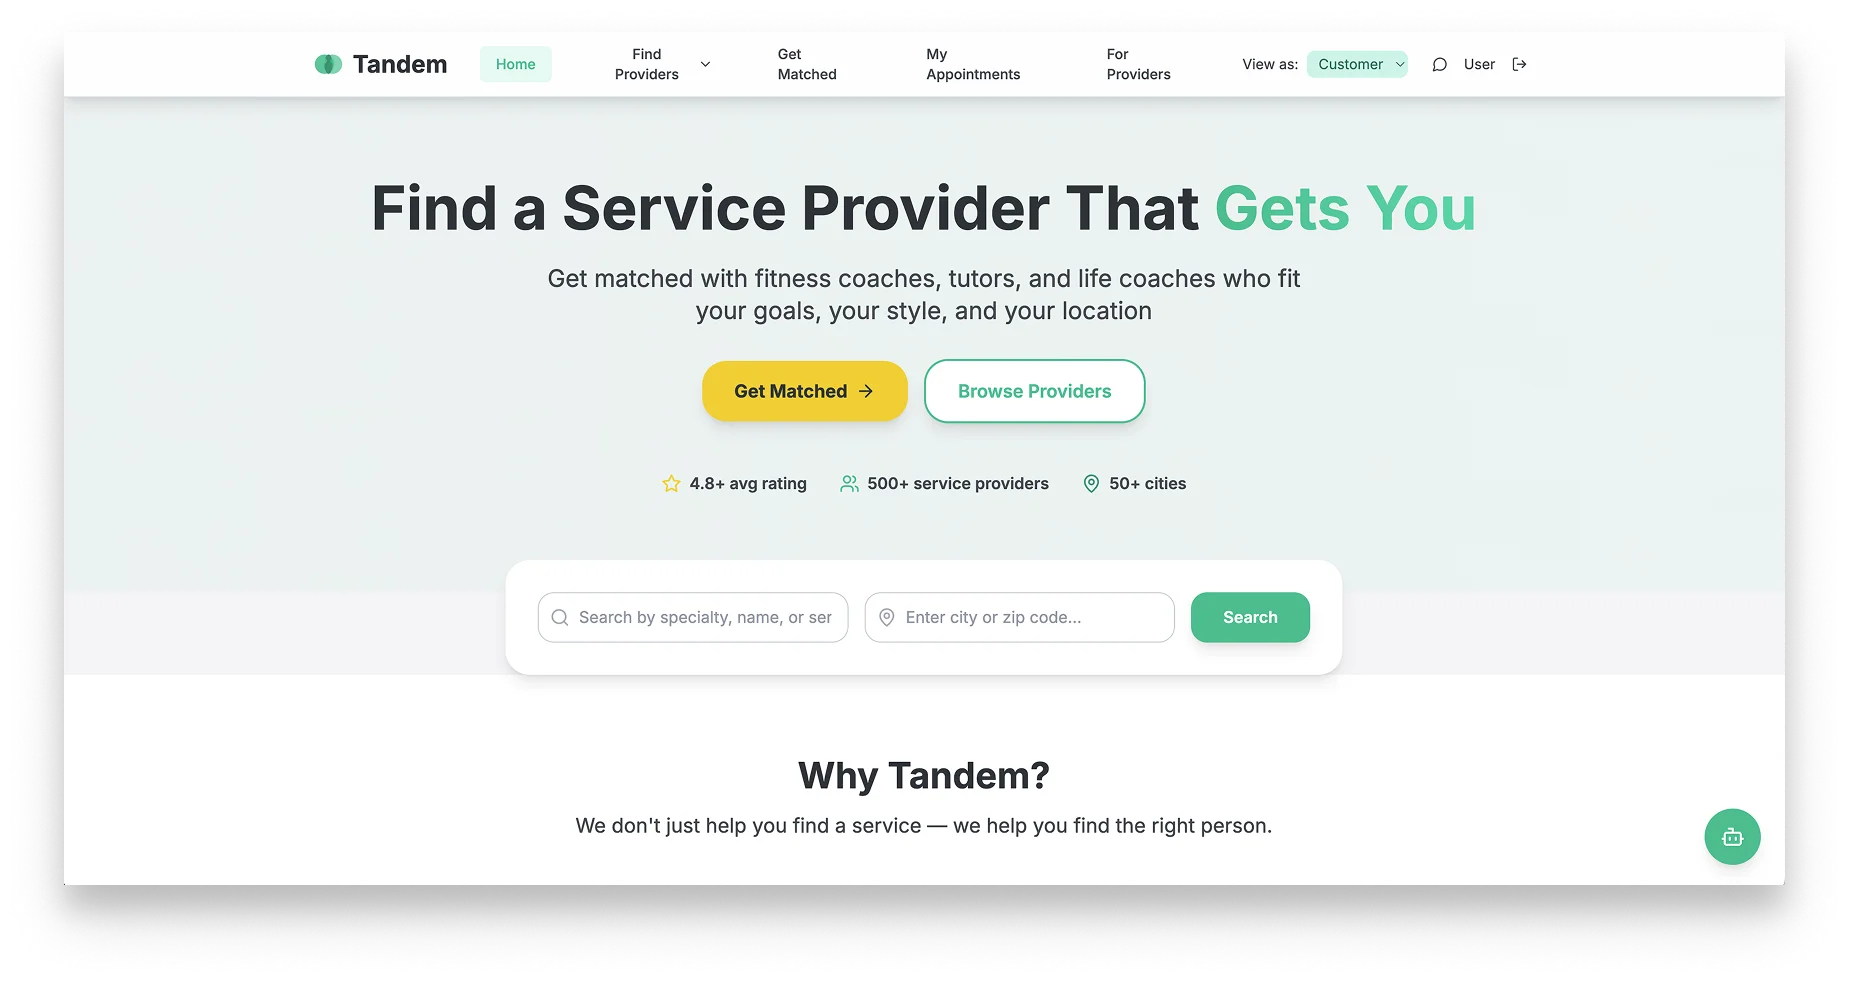 Tandem
Home
Find
Providers
Get
Matched
My
Appointments
For
Providers
View as:
Customer
User
Find a Service Provider That Gets You
Get matched with fitness coaches, tutors, and life coaches who fit
your goals, your style, and your location
Get Matched
Browse Providers
4.8+ avg rating
500+ service providers
50+ cities
Search by specialty, name, or ser
Enter city or zip code...
Search
Why Tandem?
We don't just help you find a service — we help you find the right person.